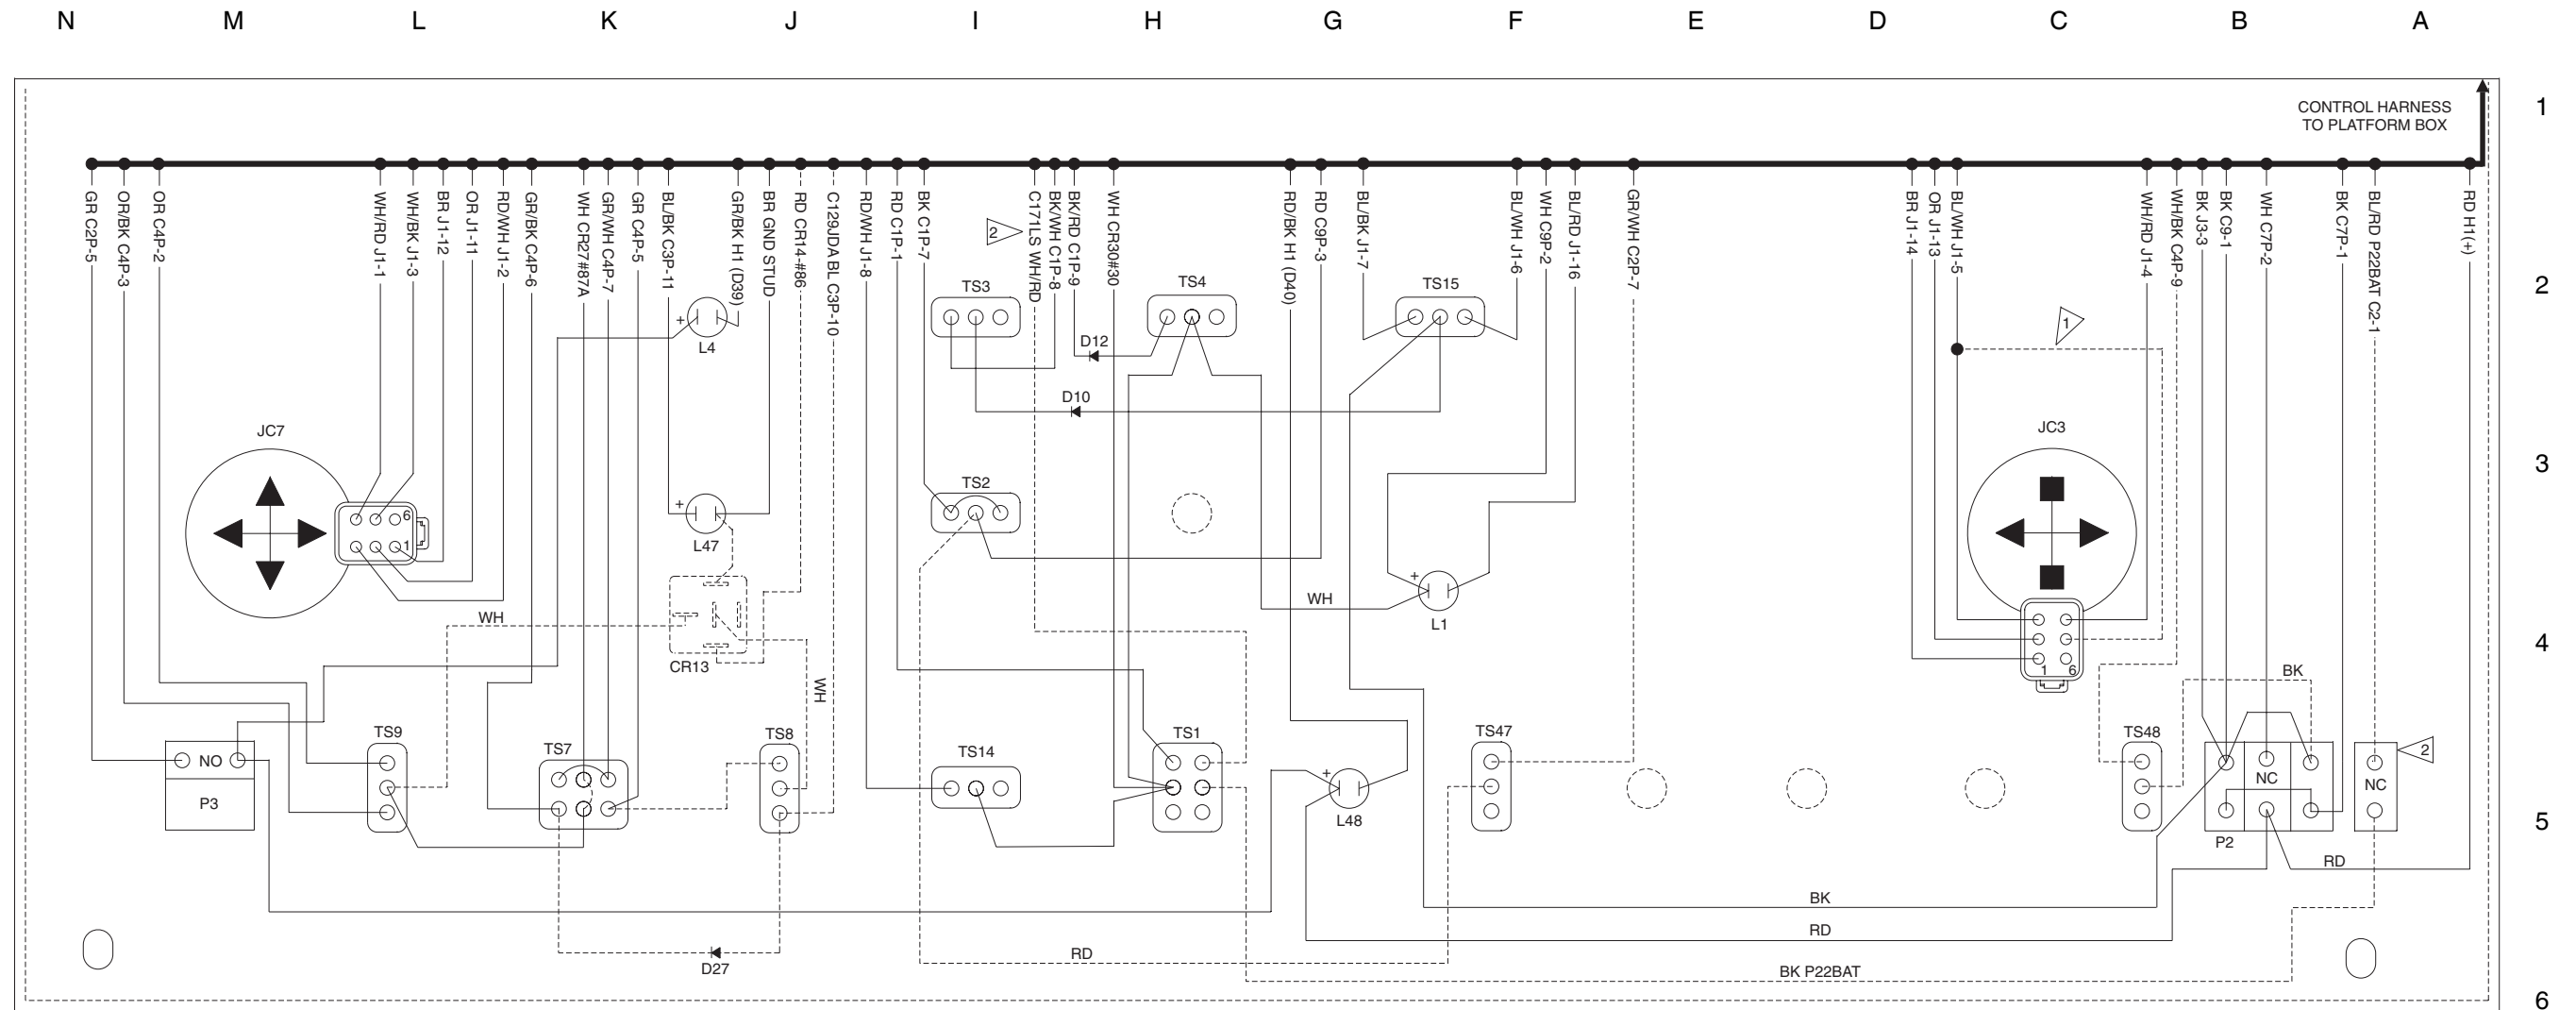 N M L K J I H G F E D C B A
1
CONTROL HARNESS
TO PLATFORM BOX
GR C2P-5
OR/BK C4P-3
OR C4P-2
WH/RD J1-1
WH/BK J1-3
BR J1-12
OR J1-11
RD/WH J1-2
GR/BK C4P-6
WH CR27#87A
GR/WH C4P-7
GR C4P-5
BL/BK C3P-11
GR/BK H1 (D39)
BR GND STUD
RD CR14-#86
C129JDA BL C3P-10
RD/WH J1-8
RD C1P-1
BK C1P-7
2
C171LS WH/RD
BK/WH C1P-8
BK/RD C1P-9
WH CR30#30
RD/BK H1 (D40)
RD C9P-3
BL/BK J1-7
BL/WH J1-6
WH C9P-2
BL/RD J1-16
GR/WH C2P-7
BR J1-14
OR J1-13
BL/WH J1-5
WH/RD J1-4
WH/BK C4P-9
BK J3-3
BK C9-1
WH C7P-2
BK C7P-1
BL/RD P22BAT C2-1
RD H1(+)
2
TS3
TS4
TS15
+
L4
D12
1
D10
JC7
JC3
3
TS2
+
L47
6
1
+
L1
WH
WH
CR13
4
1 6
WH
BK
TS9
TS7
TS8
TS14
TS1
TS47
TS48
NO
P3
+
L48
NC
P2
NC
2
5
RD
BK
RD
RD
D27
BK P22BAT
6